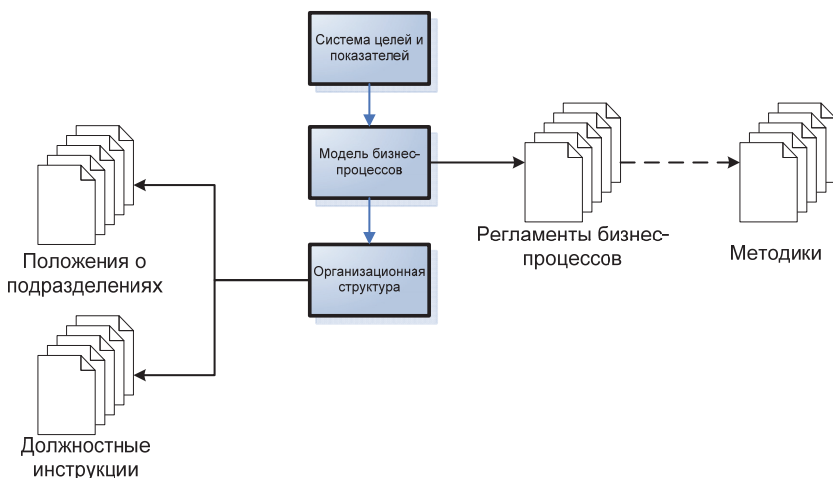 Система целей и
показателей
Модель бизнес-
процессов
Регламенты бизнес-
процессов
Методики
Положения о
подразделениях
Организационная
структура
Должностные
инструкции